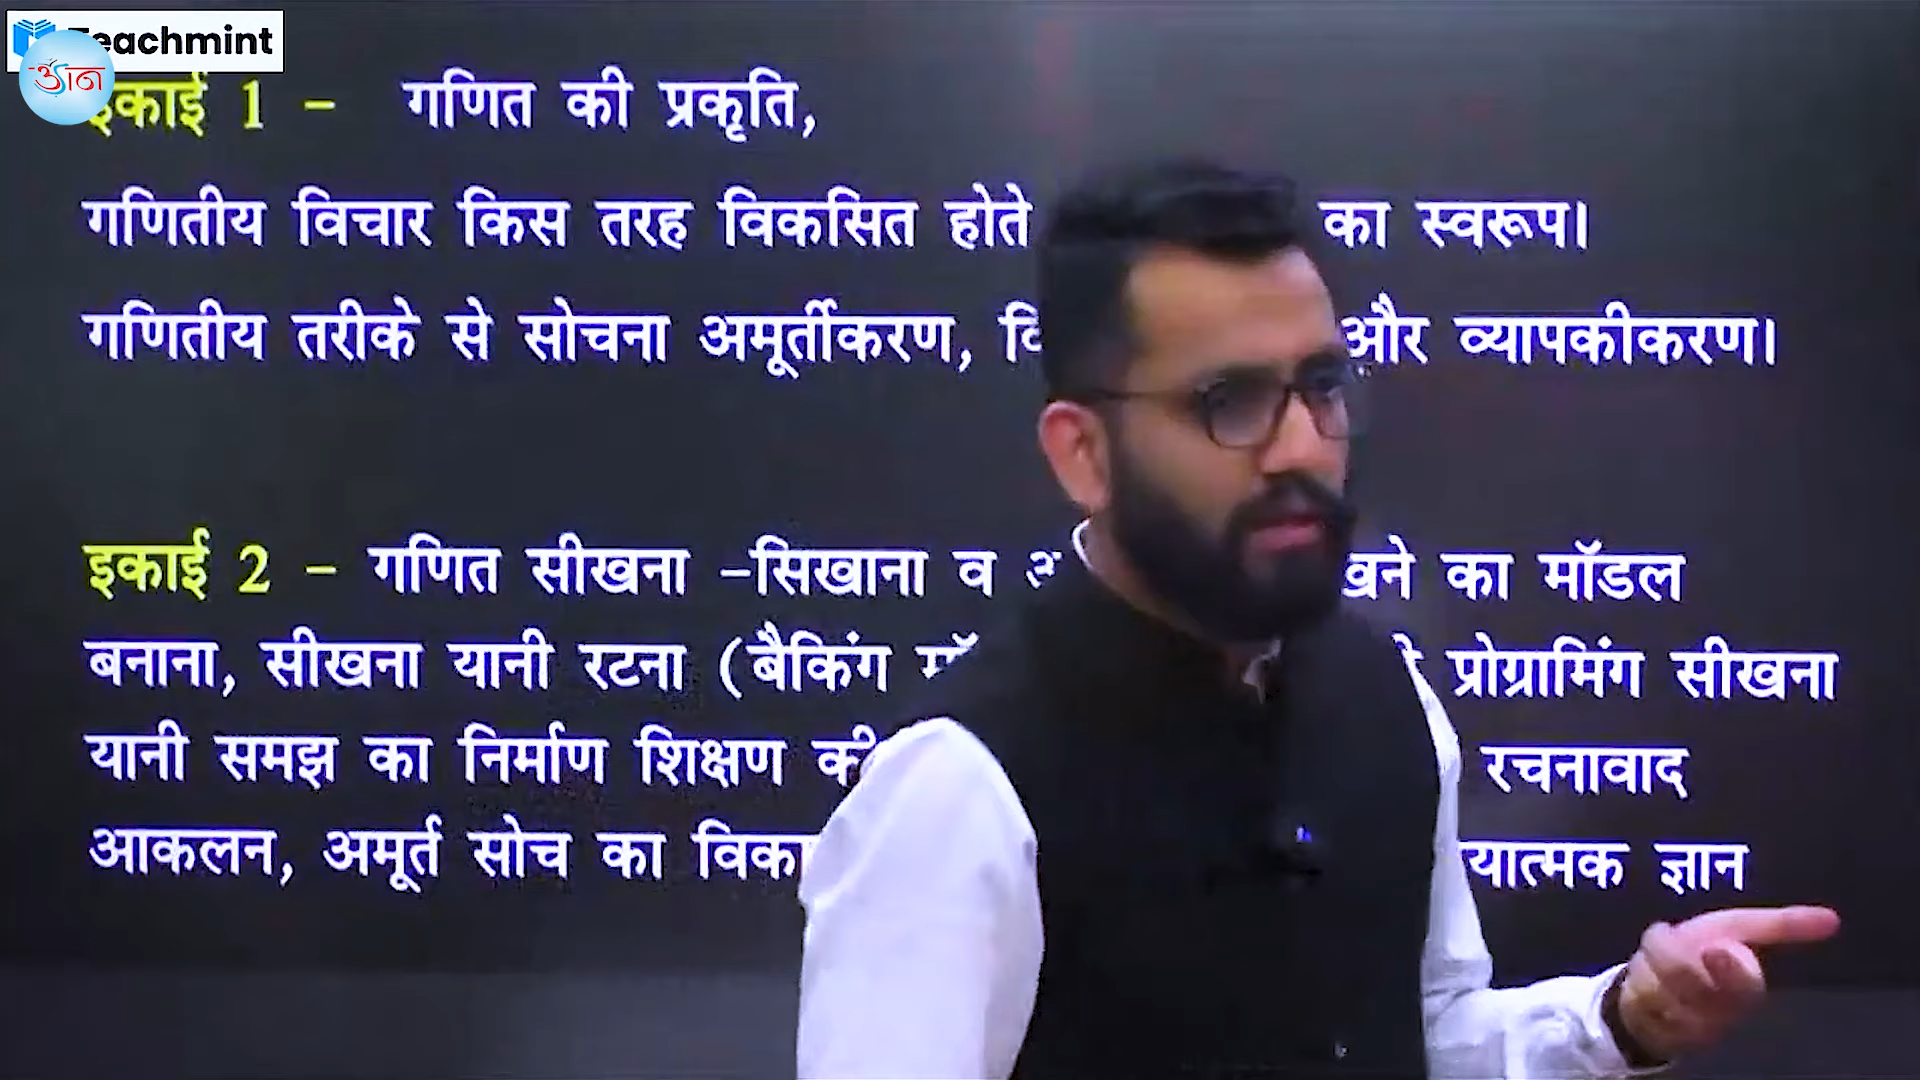 Teachmint
ज्ञान
इकाई 1 – गणित की प्रकृति,
गणितीय विचार किस तरह विकसित होते का स्वरूप।
गणितीय तरीके से सोचना अमूर्तीकरण, और व्यापकीकरण।
इकाई 2 – गणित सीखना –सिखाना व का मॉडल
बनाना, सीखना यानी रटना (बैकिंग प्रोग्रामिंग सीखना
यानी समझ का निर्माण शिक्षण रचनावाद
आकलन, अमूर्त सोच का ज्ञान